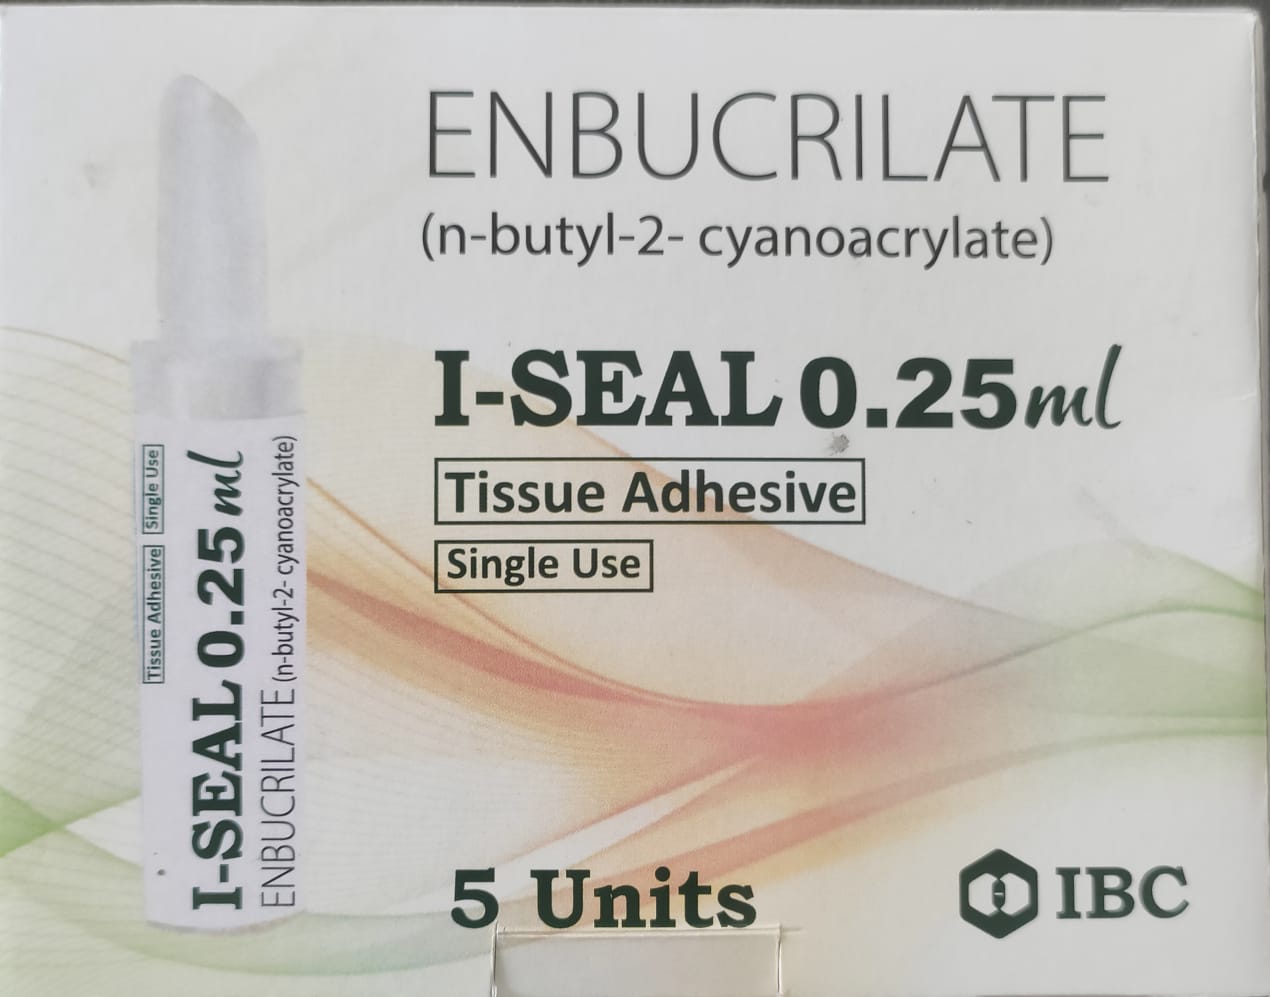 ENBUCRILATE
(n-butyl-2- cyanoacrylate)
I-SEAL 0.25ml
Tissue Adhesive
Single Use
5 Units
IBC
Tissue Adhesive Single Use
I-SEAL 0.25ml
ENBUCRILATE (n-butyl-2- cyanoacrylate)